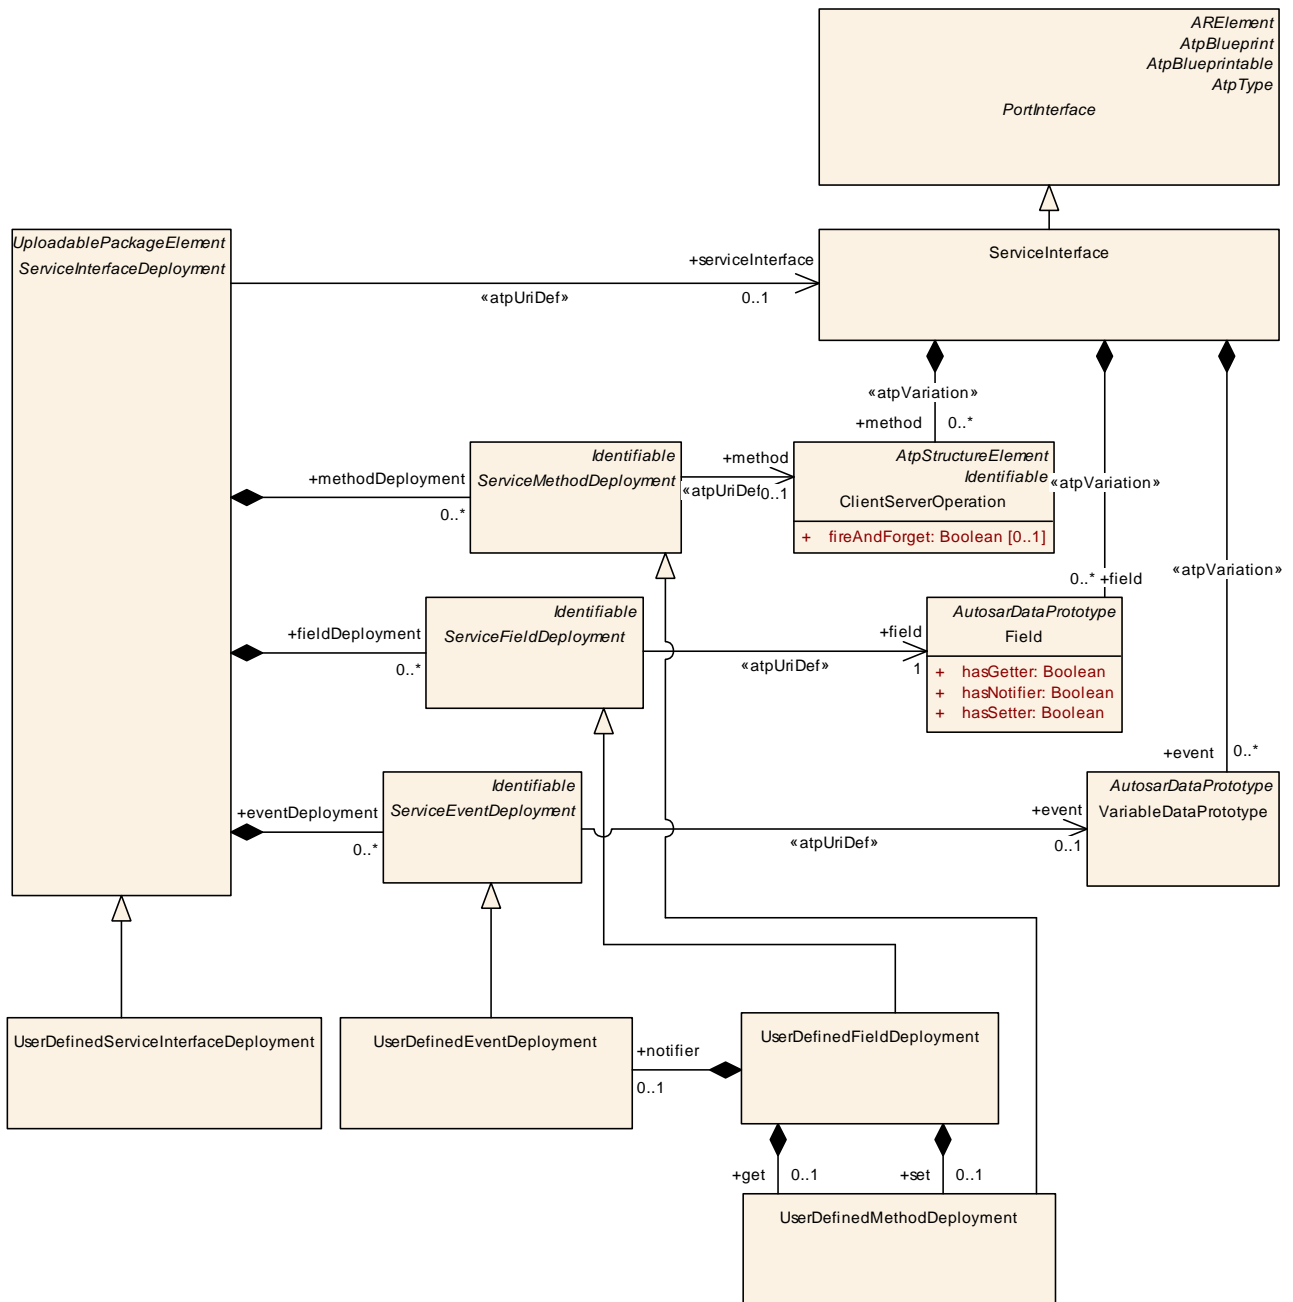 ARElement
AtpBlueprint
AtpBlueprintable
AtpType
PortInterface
UploadablePackageElement
ServiceInterfaceDeployment
+serviceInterface
«atpUriDef»
0..1
ServiceInterface
«atpVariation»
+method
0..*
+methodDeployment
0..*
Identifiable
ServiceMethodDeployment
+method
«atpUriDef
0..1
AtpStructureElement
Identifiable
ClientServerOperation
+ fireAndForget: Boolean [0..1]
«atpVariation»
0..* +field
«atpVariation»
+event
0..*
+fieldDeployment
0..*
Identifiable
ServiceFieldDeployment
+field
«atpUriDef»
1
AutosarDataPrototype
Field
+ hasGetter: Boolean
+ hasNotifier: Boolean
+ hasSetter: Boolean
+eventDeployment
0..*
Identifiable
ServiceEventDeployment
+event
«atpUriDef»
0..1
AutosarDataPrototype
VariableDataPrototype
UserDefinedServiceInterfaceDeployment
UserDefinedEventDeployment
+notifier
0..1
UserDefinedFieldDeployment
+get
0..1
+set
0..1
UserDefinedMethodDeployment